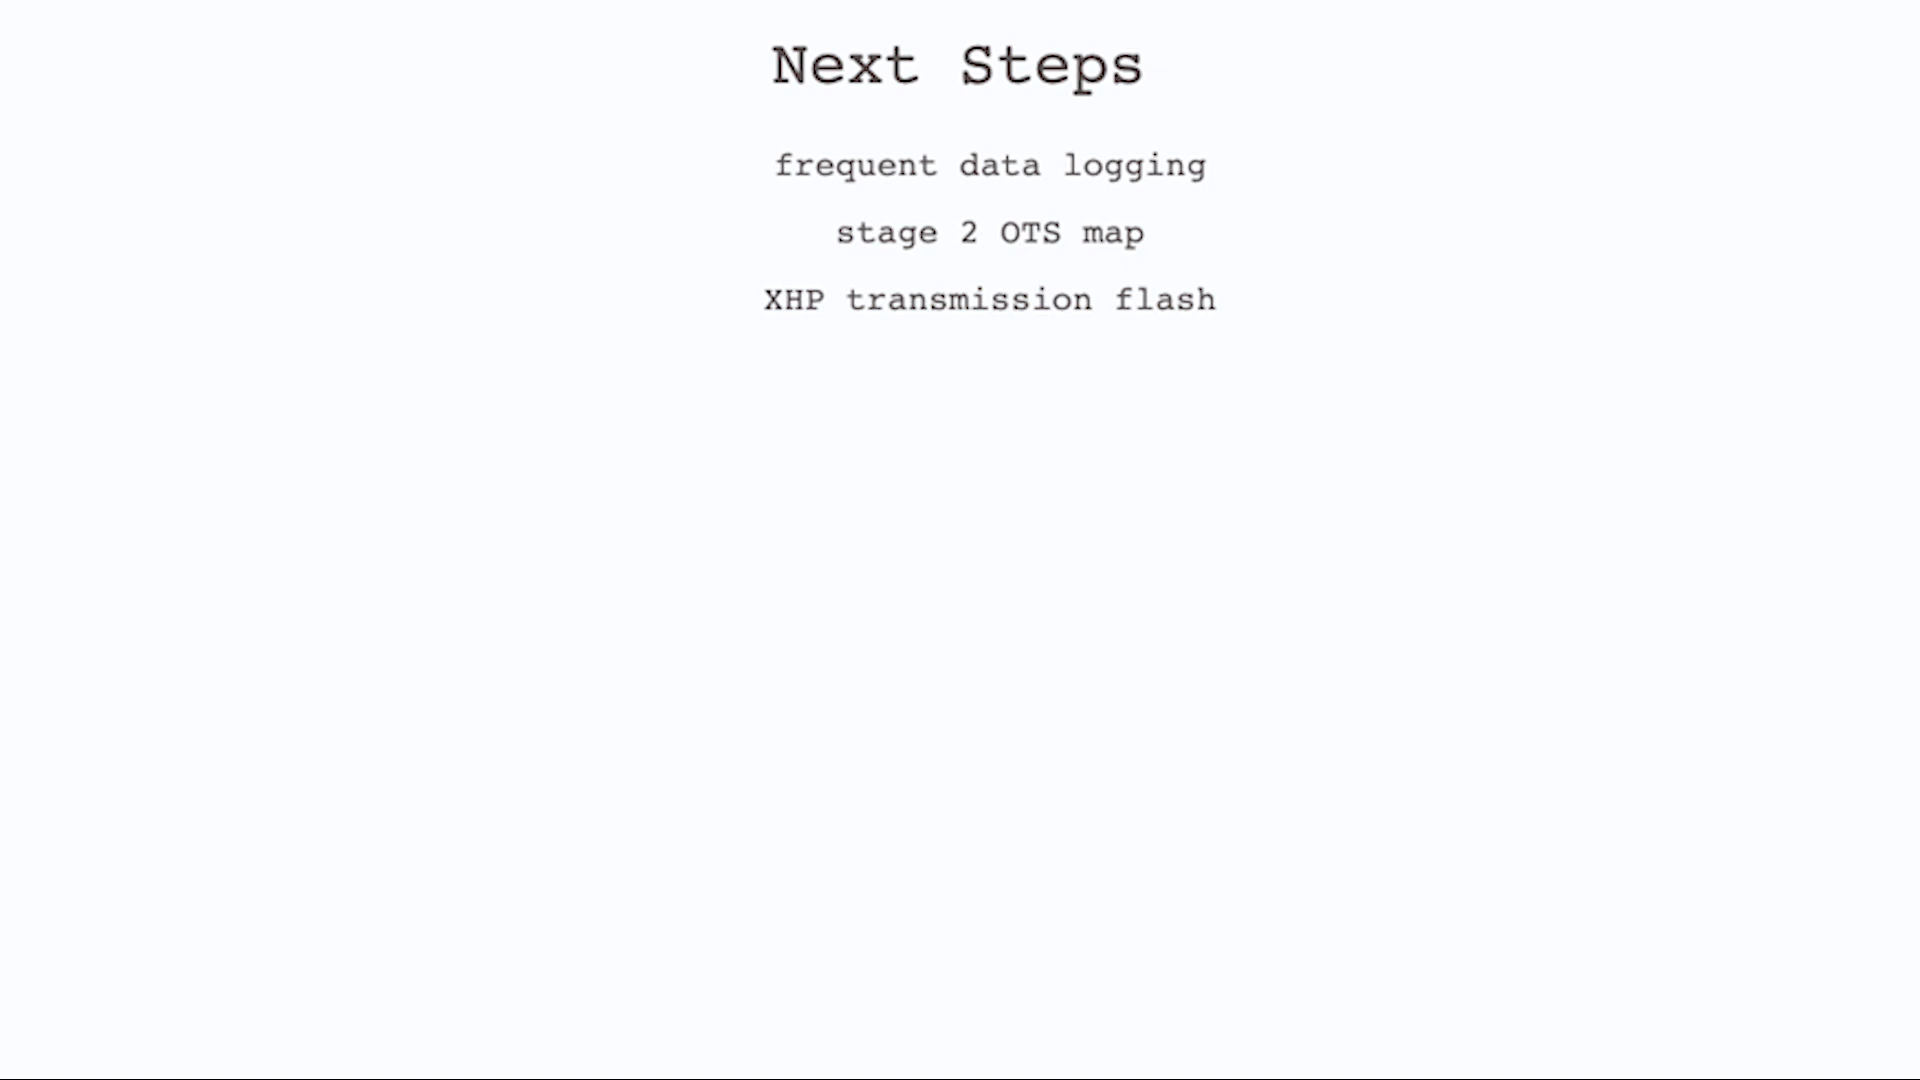 Next Steps
frequent data logging
stage 2 OTS map
XHP transmission flash